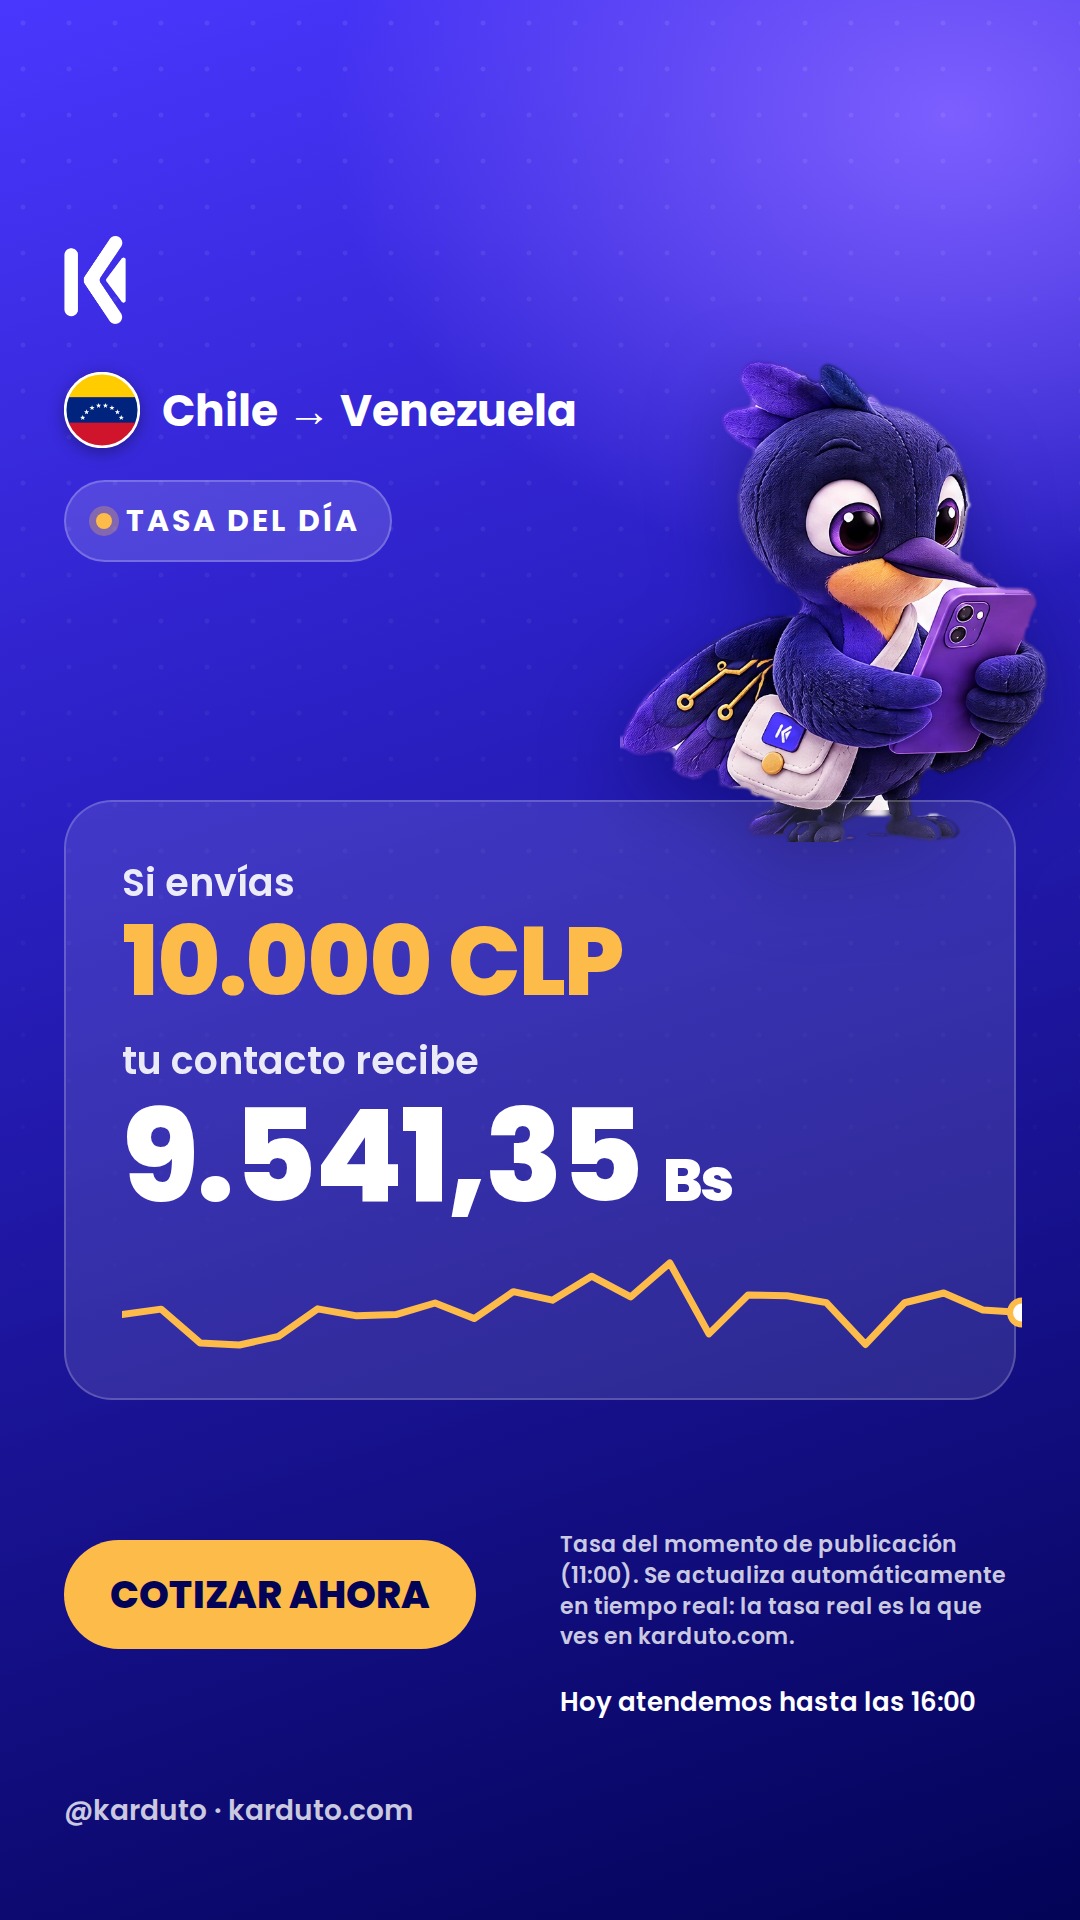 Chile → Venezuela
TASA DEL DÍA
Si envías
10.000 CLP
tu contacto recibe
9.541,35 Bs
COTIZAR AHORA
Tasa del momento de publicación
(11:00). Se actualiza automáticamente
en tiempo real: la tasa real es la que
ves en karduto.com.
Hoy atendemos hasta las 16:00
@karduto · karduto.com